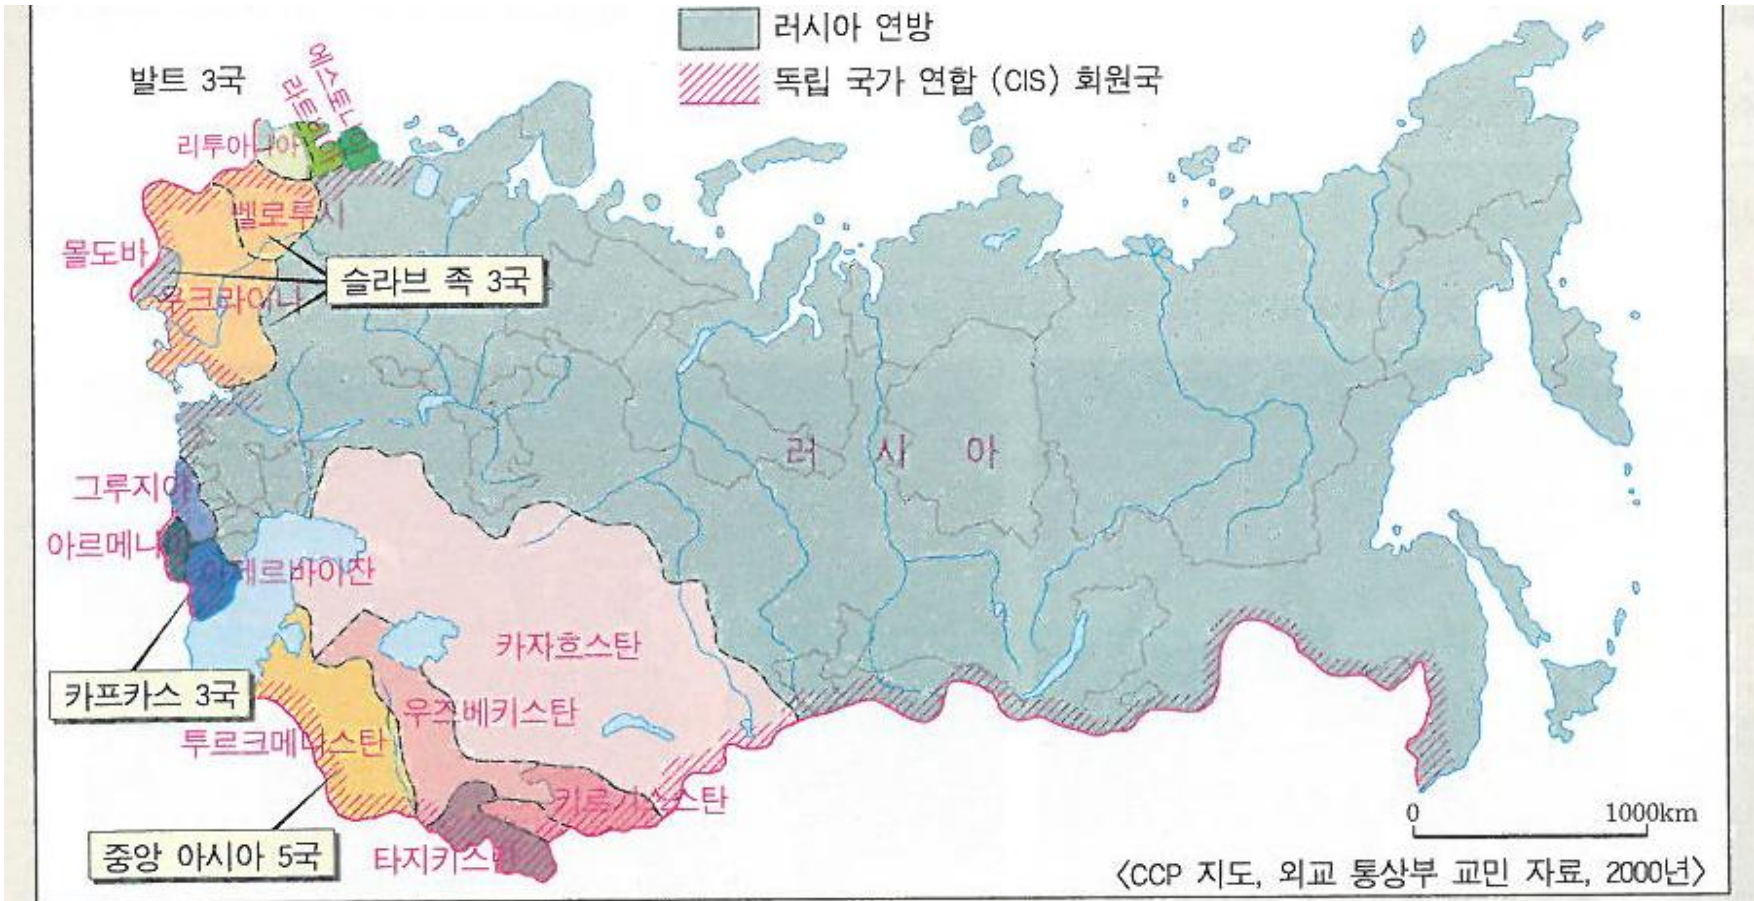 러시아 연방
독립 국가 연합 (CIS) 회원국
발트 3국
에스토니아
라트비아
리투아니아
벨로루시
몰도바
슬라브 족 3국
우크라이나
러 시 아
그루지야
아르메니아
아제르바이잔
카자흐스탄
카프카스 3국
우즈베키스탄
투르크메니스탄
키르기스스탄
중앙 아시아 5국
타지키스탄
0 1000km
〈CCP 지도, 외교 통상부 교민 자료, 2000년〉